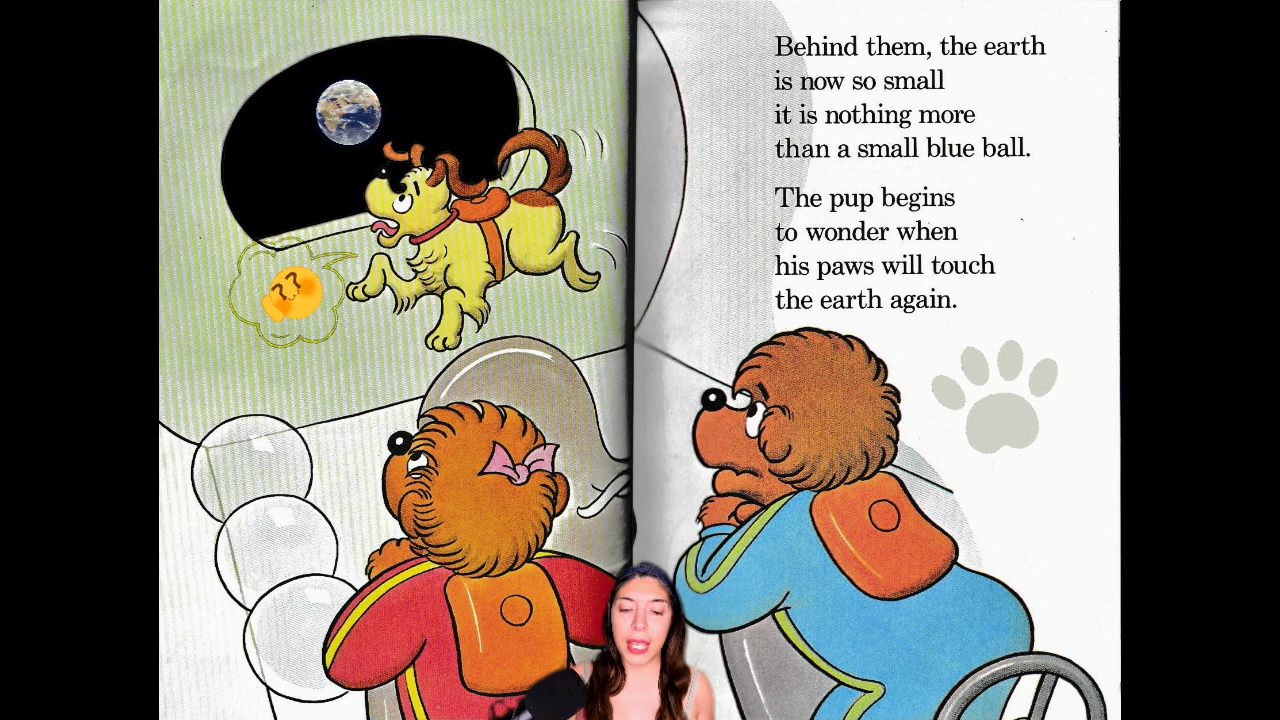 Behind them, the earth
is now so small
it is nothing more
than a small blue ball.
The pup begins
to wonder when
his paws will touch
the earth again.